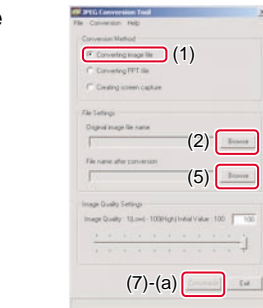 e
JPEG Conversion Tool
File Conversion Help
Conversion Method
Converting image file (1)
Converting PPT file
Creating screen capture
File Settings
Original image file name
(2) Browse
File name after conversion
(5) Browse
Image Quality Settings
Image Quality : 1(Low) - 100(High) Initial Value : 100 100
(7)-(a) Conversion Exit